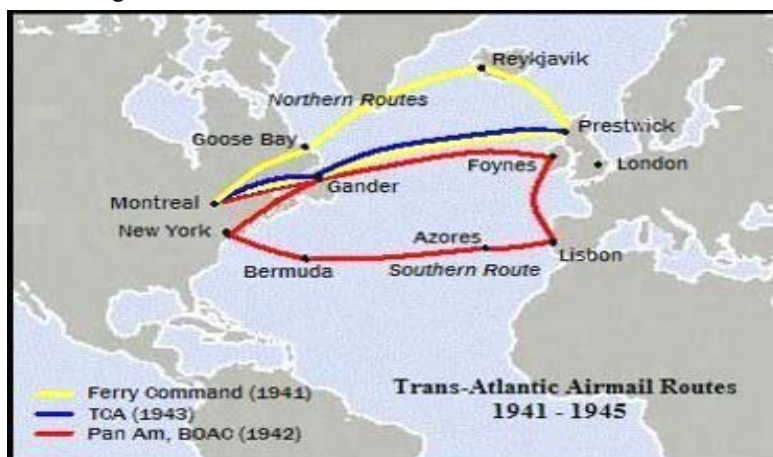 Reykjavik
Northern Routes
Prestwick
Goose Bay
Foynes
London
Gander
Montreal
New York
Azores
Lisbon
Bermuda
Southern Route
Ferry Command (1941)
TCA (1943)
Pan Am, BOAC (1942)
Trans-Atlantic Airmail Routes
1941 - 1945